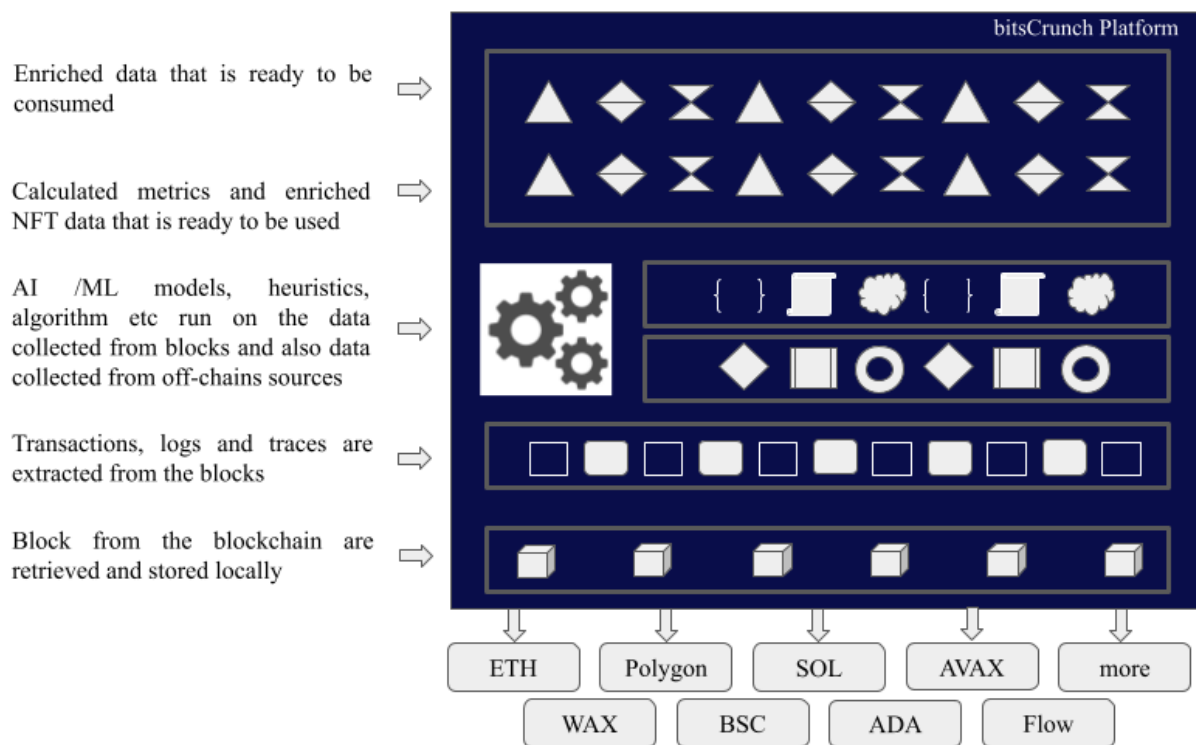 bitsCrunch Platform
Enriched data that is ready to be
consumed
Calculated metrics and enriched
NFT data that is ready to be used
AI /ML models, heuristics,
algorithm etc run on the data
collected from blocks and also data
collected from off-chains sources
{ } { }
Transactions, logs and traces are
extracted from the blocks
Block from the blockchain are
retrieved and stored locally
ETH Polygon SOL AVAX more
WAX BSC ADA Flow